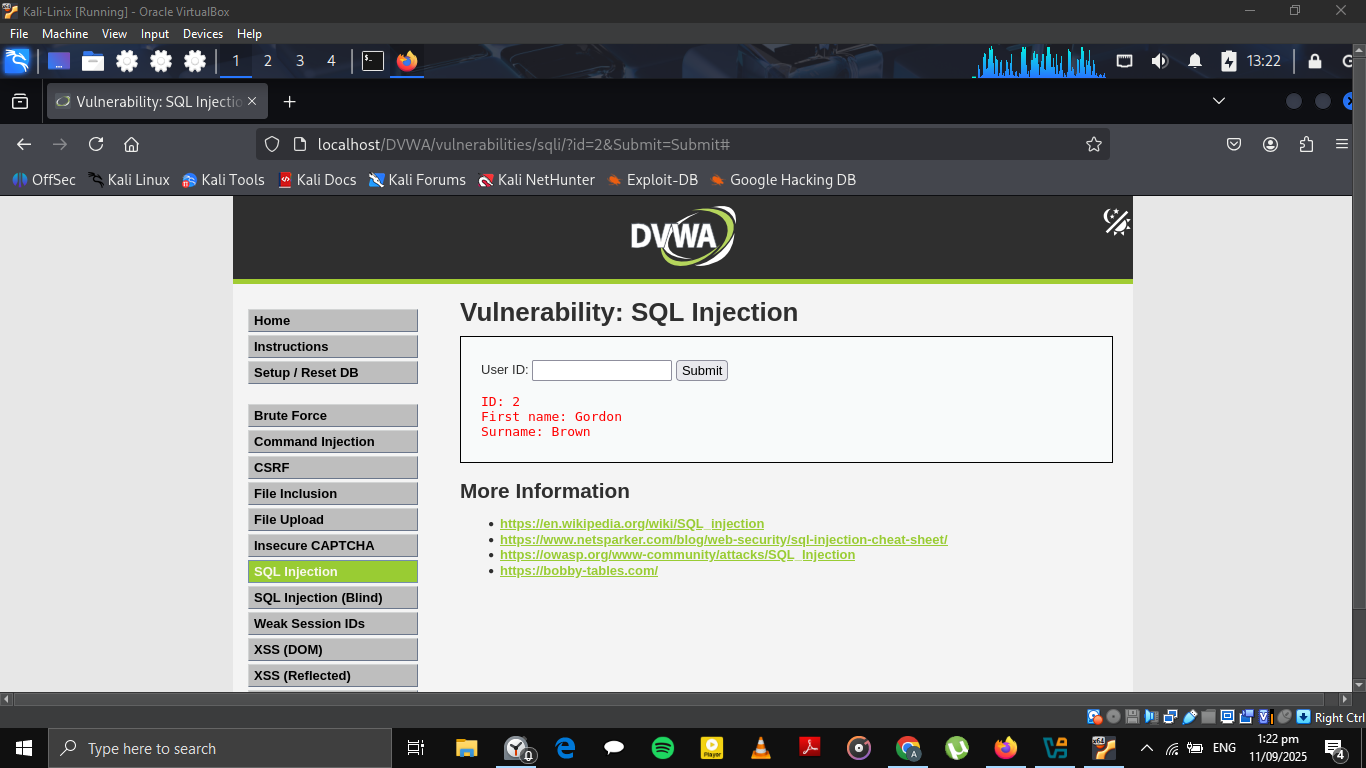 Kali-Linix [Running] - Oracle VirtualBox
File Machine View Input Devices Help
1 2 3 4 13:22
Vulnerability: SQL Injectio
localhost/DVWA/vulnerabilities/sqli/?id=2&Submit=Submit#
OffSec Kali Linux Kali Tools Kali Docs Kali Forums Kali NetHunter Exploit-DB Google Hacking DB
DVWA
Home
Instructions
Setup / Reset DB
Brute Force
Command Injection
CSRF
File Inclusion
File Upload
Insecure CAPTCHA
SQL Injection
SQL Injection (Blind)
Weak Session IDs
XSS (DOM)
XSS (Reflected)
Vulnerability: SQL Injection
User ID: Submit
ID: 2
First name: Gordon
Surname: Brown
More Information
https://en.wikipedia.org/wiki/SQL_injection
https://www.netsparker.com/blog/web-security/sql-injection-cheat-sheet/
https://owasp.org/www-community/attacks/SQL_Injection
https://bobby-tables.com/
Right Ctrl
Type here to search
Player
ENG
1:22 pm
11/09/2025
4